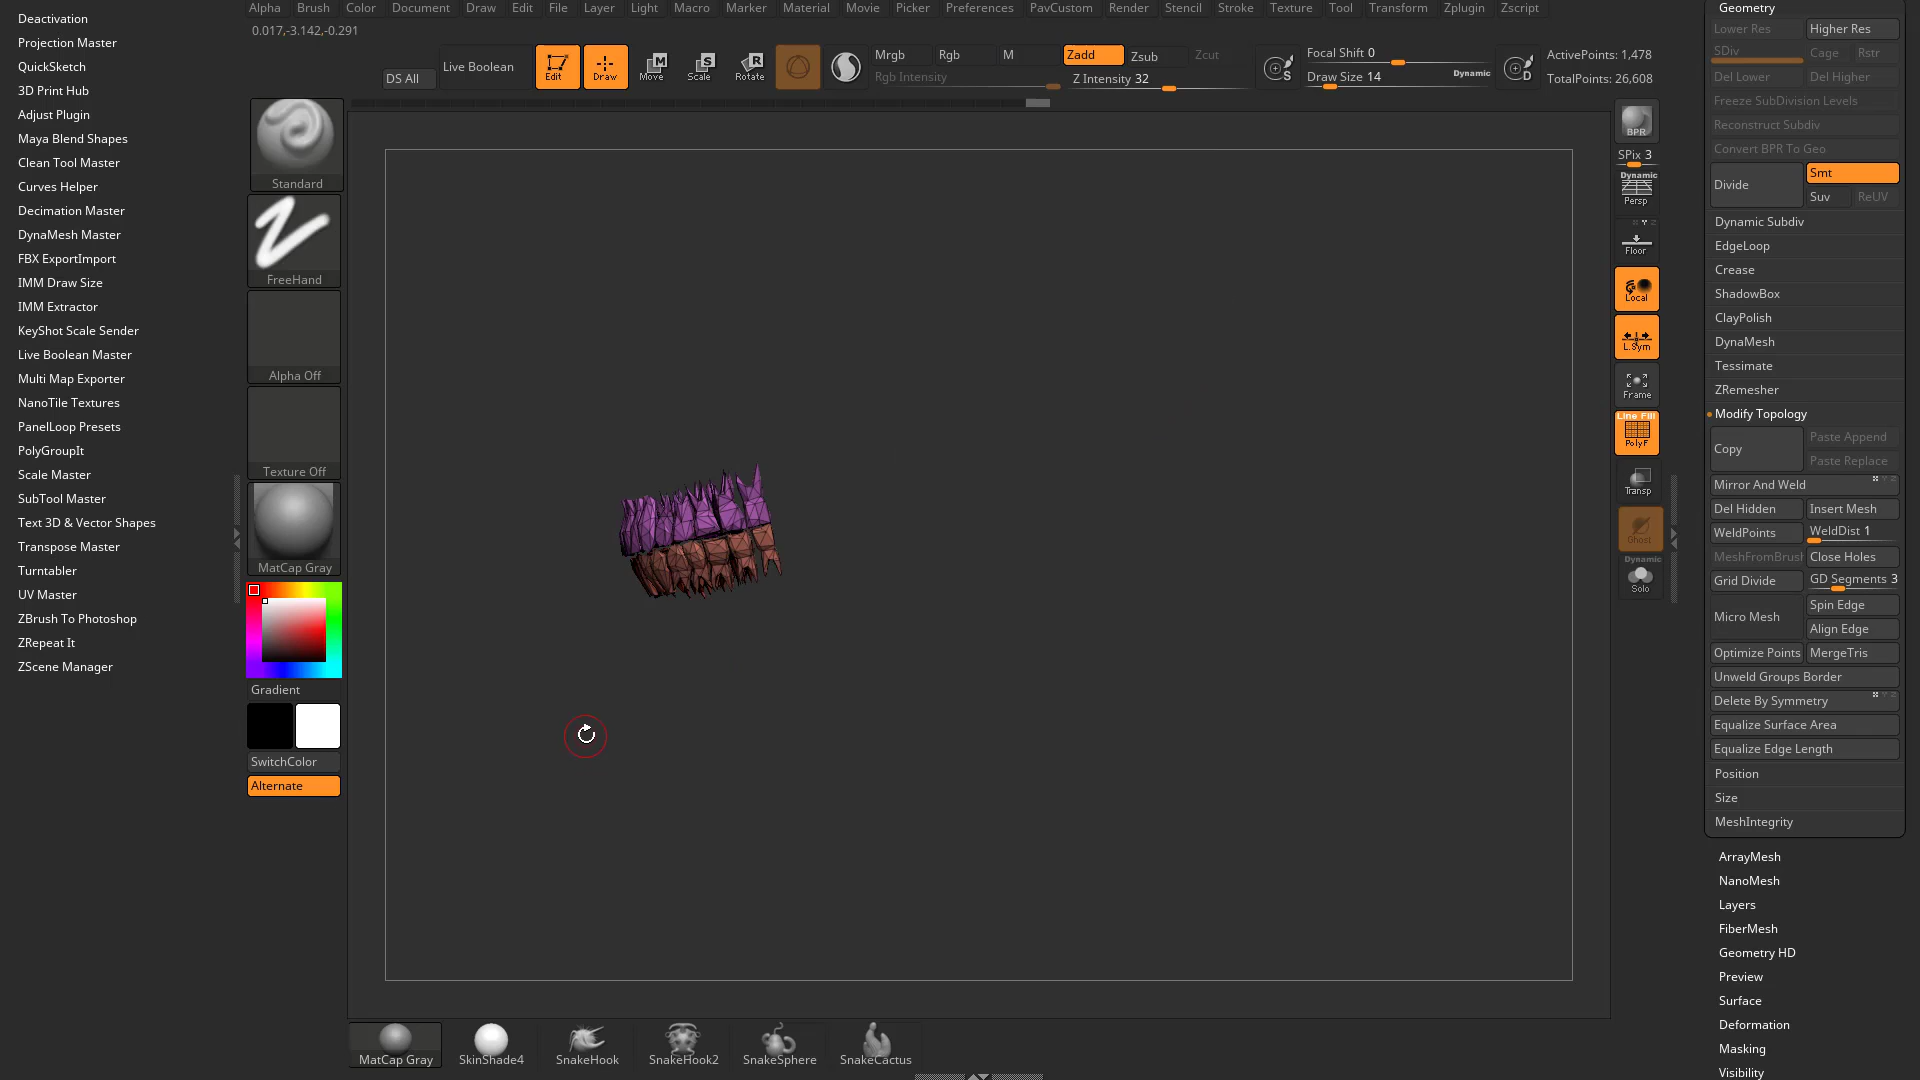 Alpha Brush Color Document Draw Edit File Layer Light Macro Marker Material Movie Picker Preferences PavCustom Render Stencil Stroke Texture Tool Transform Zplugin Zscript
0.017,-3.142,-0.291
Deactivation
Projection Master
QuickSketch
3D Print Hub
Adjust Plugin
Maya Blend Shapes
Clean Tool Master
Curves Helper
Decimation Master
DynaMesh Master
FBX ExportImport
IMM Draw Size
IMM Extractor
KeyShot Scale Sender
Live Boolean Master
Multi Map Exporter
NanoTile Textures
PanelLoop Presets
PolyGroupIt
Scale Master
SubTool Master
Text 3D & Vector Shapes
Transpose Master
Turntabler
UV Master
ZBrush To Photoshop
ZRepeat It
ZScene Manager
DS All
Live Boolean
Edit
Draw
Move
Scale
Rotate
Mrgb Rgb M
Rgb Intensity
Zadd Zsub Zcut
Z Intensity 32
Focal Shift 0
Draw Size 14 Dynamic
ActivePoints: 1,478
TotalPoints: 26,608
Standard
FreeHand
Alpha Off
Texture Off
MatCap Gray
Gradient
SwitchColor
Alternate
BPR
SPix 3
Dynamic
Persp
Floor
Local
L.Sym
Frame
Line Fill
PolyF
Transp
Ghost
Dynamic
Solo
MatCap Gray
SkinShade4
SnakeHook
SnakeHook2
SnakeSphere
SnakeCactus
Geometry
Lower Res Higher Res
SDiv Cage Rstr
Del Lower Del Higher
Freeze SubDivision Levels
Reconstruct Subdiv
Convert BPR To Geo
Divide
Smt
Suv ReUV
Dynamic Subdiv
EdgeLoop
Crease
ShadowBox
ClayPolish
DynaMesh
Tessimate
ZRemesher
Modify Topology
Copy
Paste Append
Paste Replace
Mirror And Weld
Del Hidden Insert Mesh
WeldPoints WeldDist 1
MeshFromBrush Close Holes
Grid Divide GD Segments 3
Micro Mesh
Spin Edge
Align Edge
Optimize Points MergeTris
Unweld Groups Border
Delete By Symmetry
Equalize Surface Area
Equalize Edge Length
Position
Size
MeshIntegrity
ArrayMesh
NanoMesh
Layers
FiberMesh
Geometry HD
Preview
Surface
Deformation
Masking
Visibility